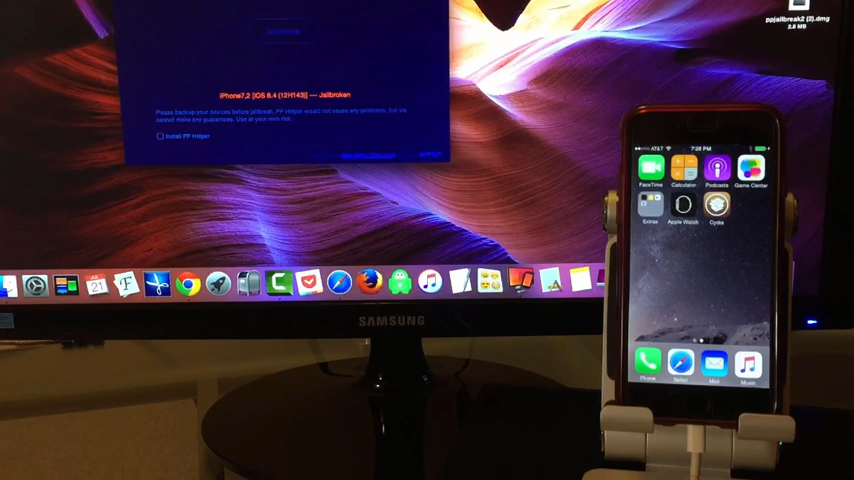 ppjailbreak2 (2).dmg
2.8 MB
Jailbreak
iPhone7,2 [iOS 8.4 (12H143)] — Jailbroken
Please backup your devices before jailbreak, PP Helper would not cause any problems, but we
cannot make any guarantees. Use at your own risk.
Install PP Helper
AT&T 7:28 PM
FaceTime Calculator Podcasts Game Center
Extras Apple Watch Cydia
21
SAMSUNG
Phone Safari Mail Music